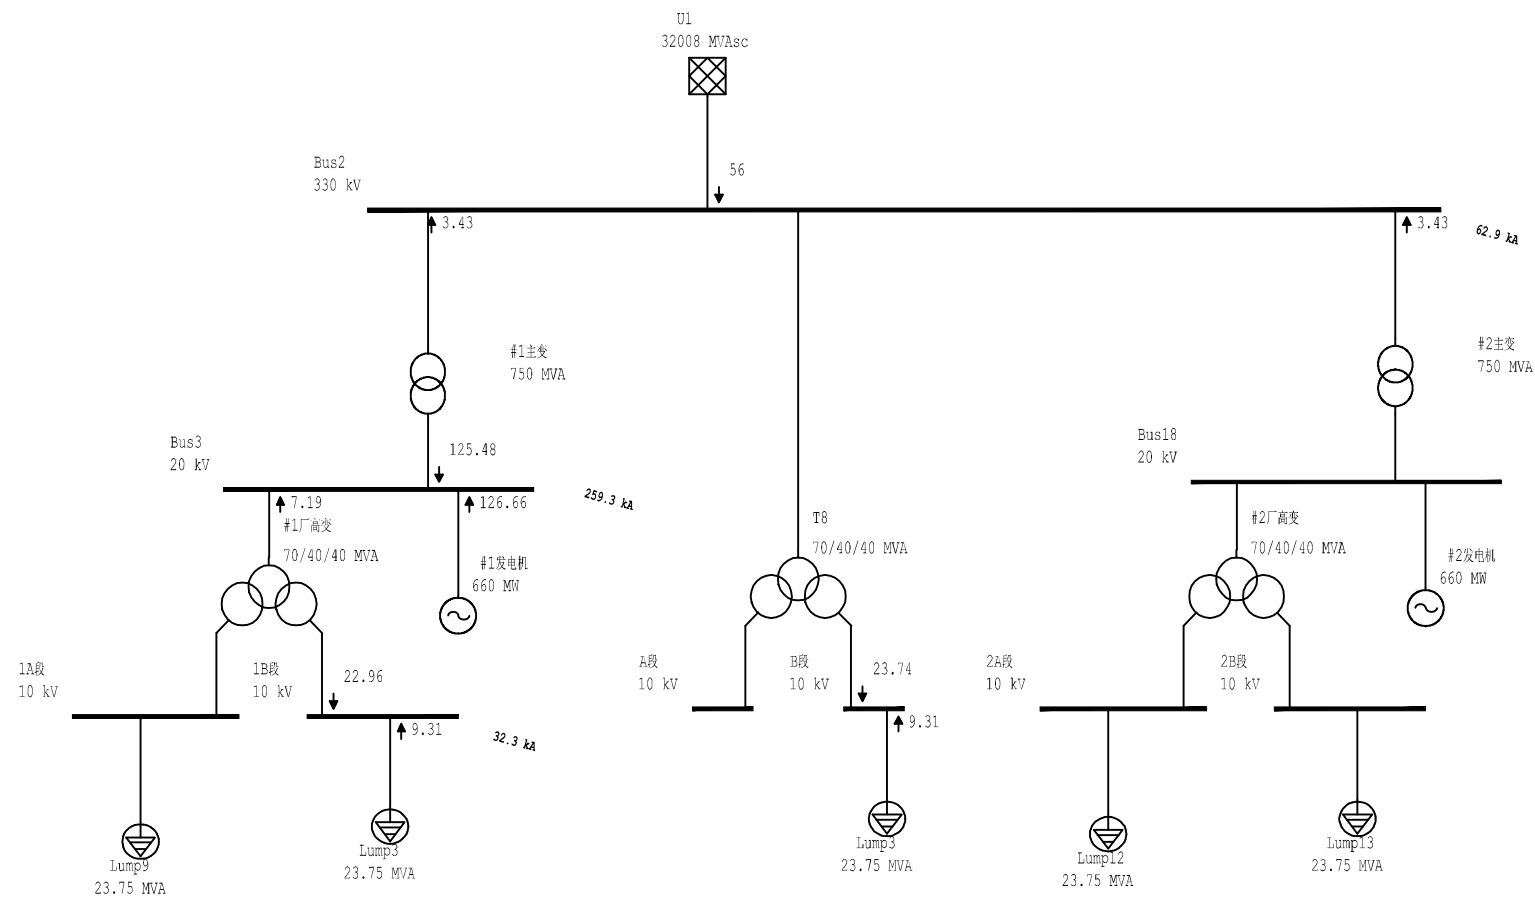 U1
32008 MVAsc
56
Bus2
330 kV
3.43
3.43
62.9 kA
#1主变
750 MVA
#2主变
750 MVA
Bus3
20 kV
125.48
Bus18
20 kV
7.19
126.66
259.3 kA
#1厂高变
70/40/40 MVA
#1发电机
660 MW
T8
70/40/40 MVA
#2厂高变
70/40/40 MVA
#2发电机
660 MW
1A段
10 kV
1B段
10 kV
22.96
9.31
32.3 kA
A段
10 kV
B段
10 kV
23.74
9.31
2A段
10 kV
2B段
10 kV
Lump9
23.75 MVA
Lump3
23.75 MVA
Lump3
23.75 MVA
Lump12
23.75 MVA
Lump13
23.75 MVA